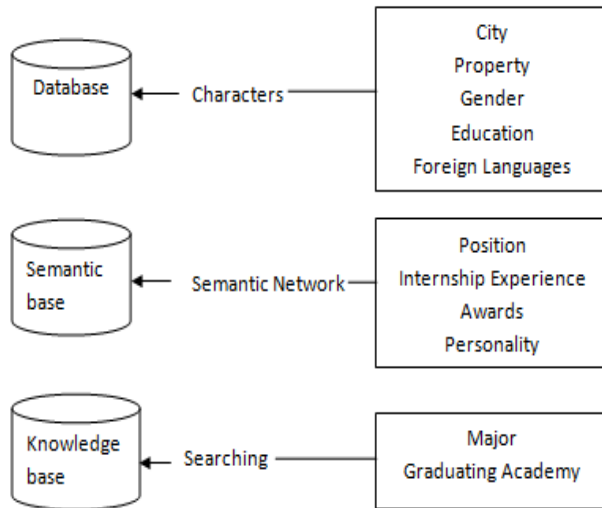 Database
Characters
City
Property
Gender
Education
Foreign Languages
Semantic
base
Semantic Network
Position
Internship Experience
Awards
Personality
Knowledge
base
Searching
Major
Graduating Academy